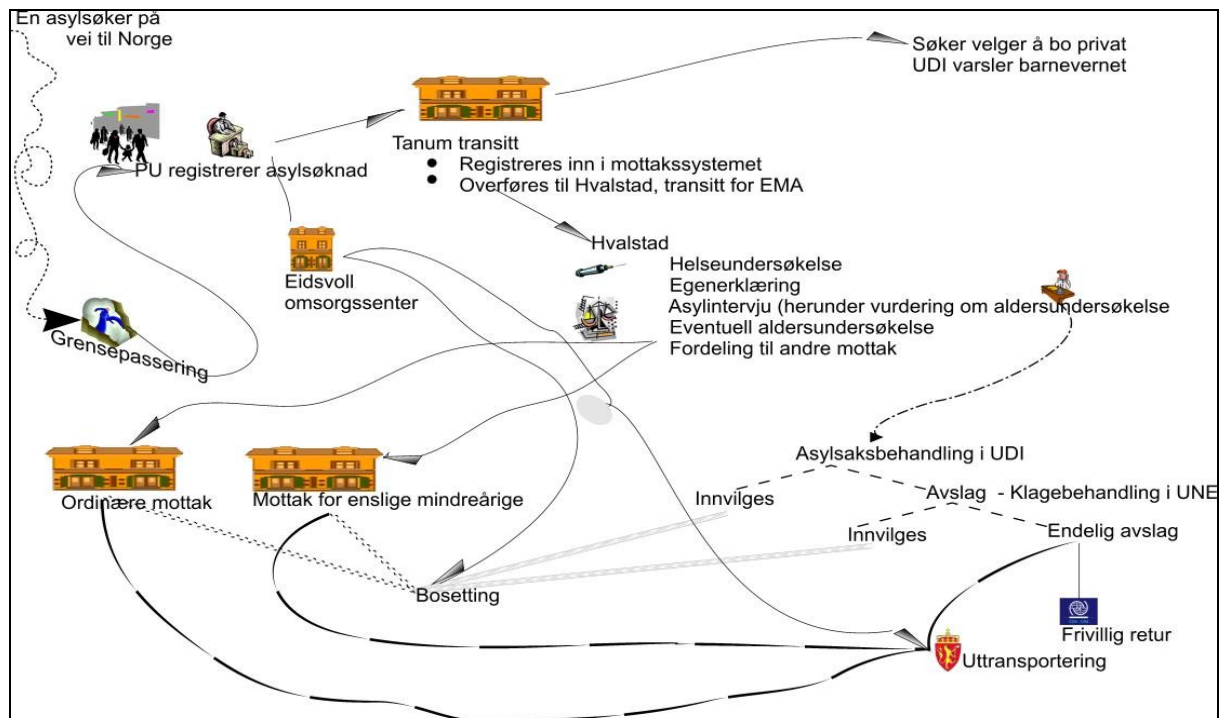 En asylsøker på
vei til Norge
Søker velger å bo privat
UDI varsler barnevernet
PU registrerer asylsøknad
Tanum transitt
• Registreres inn i mottakssystemet
• Overføres til Hvalstad, transitt for EMA
Hvalstad
Helseundersøkelse
Egenerklæring
Asylintervju (herunder vurdering om aldersundersøkelse
Eventuell aldersundersøkelse
Fordeling til andre mottak
Eidsvoll
omsorgssenter
Grensepassering
Ordinære mottak
Mottak for enslige mindreårige
Asylsaksbehandling i UDI
Innvilges
Avslag - Klagebehandling i UNE
Innvilges
Endelig avslag
Bosetting
Frivillig retur
Uttransportering